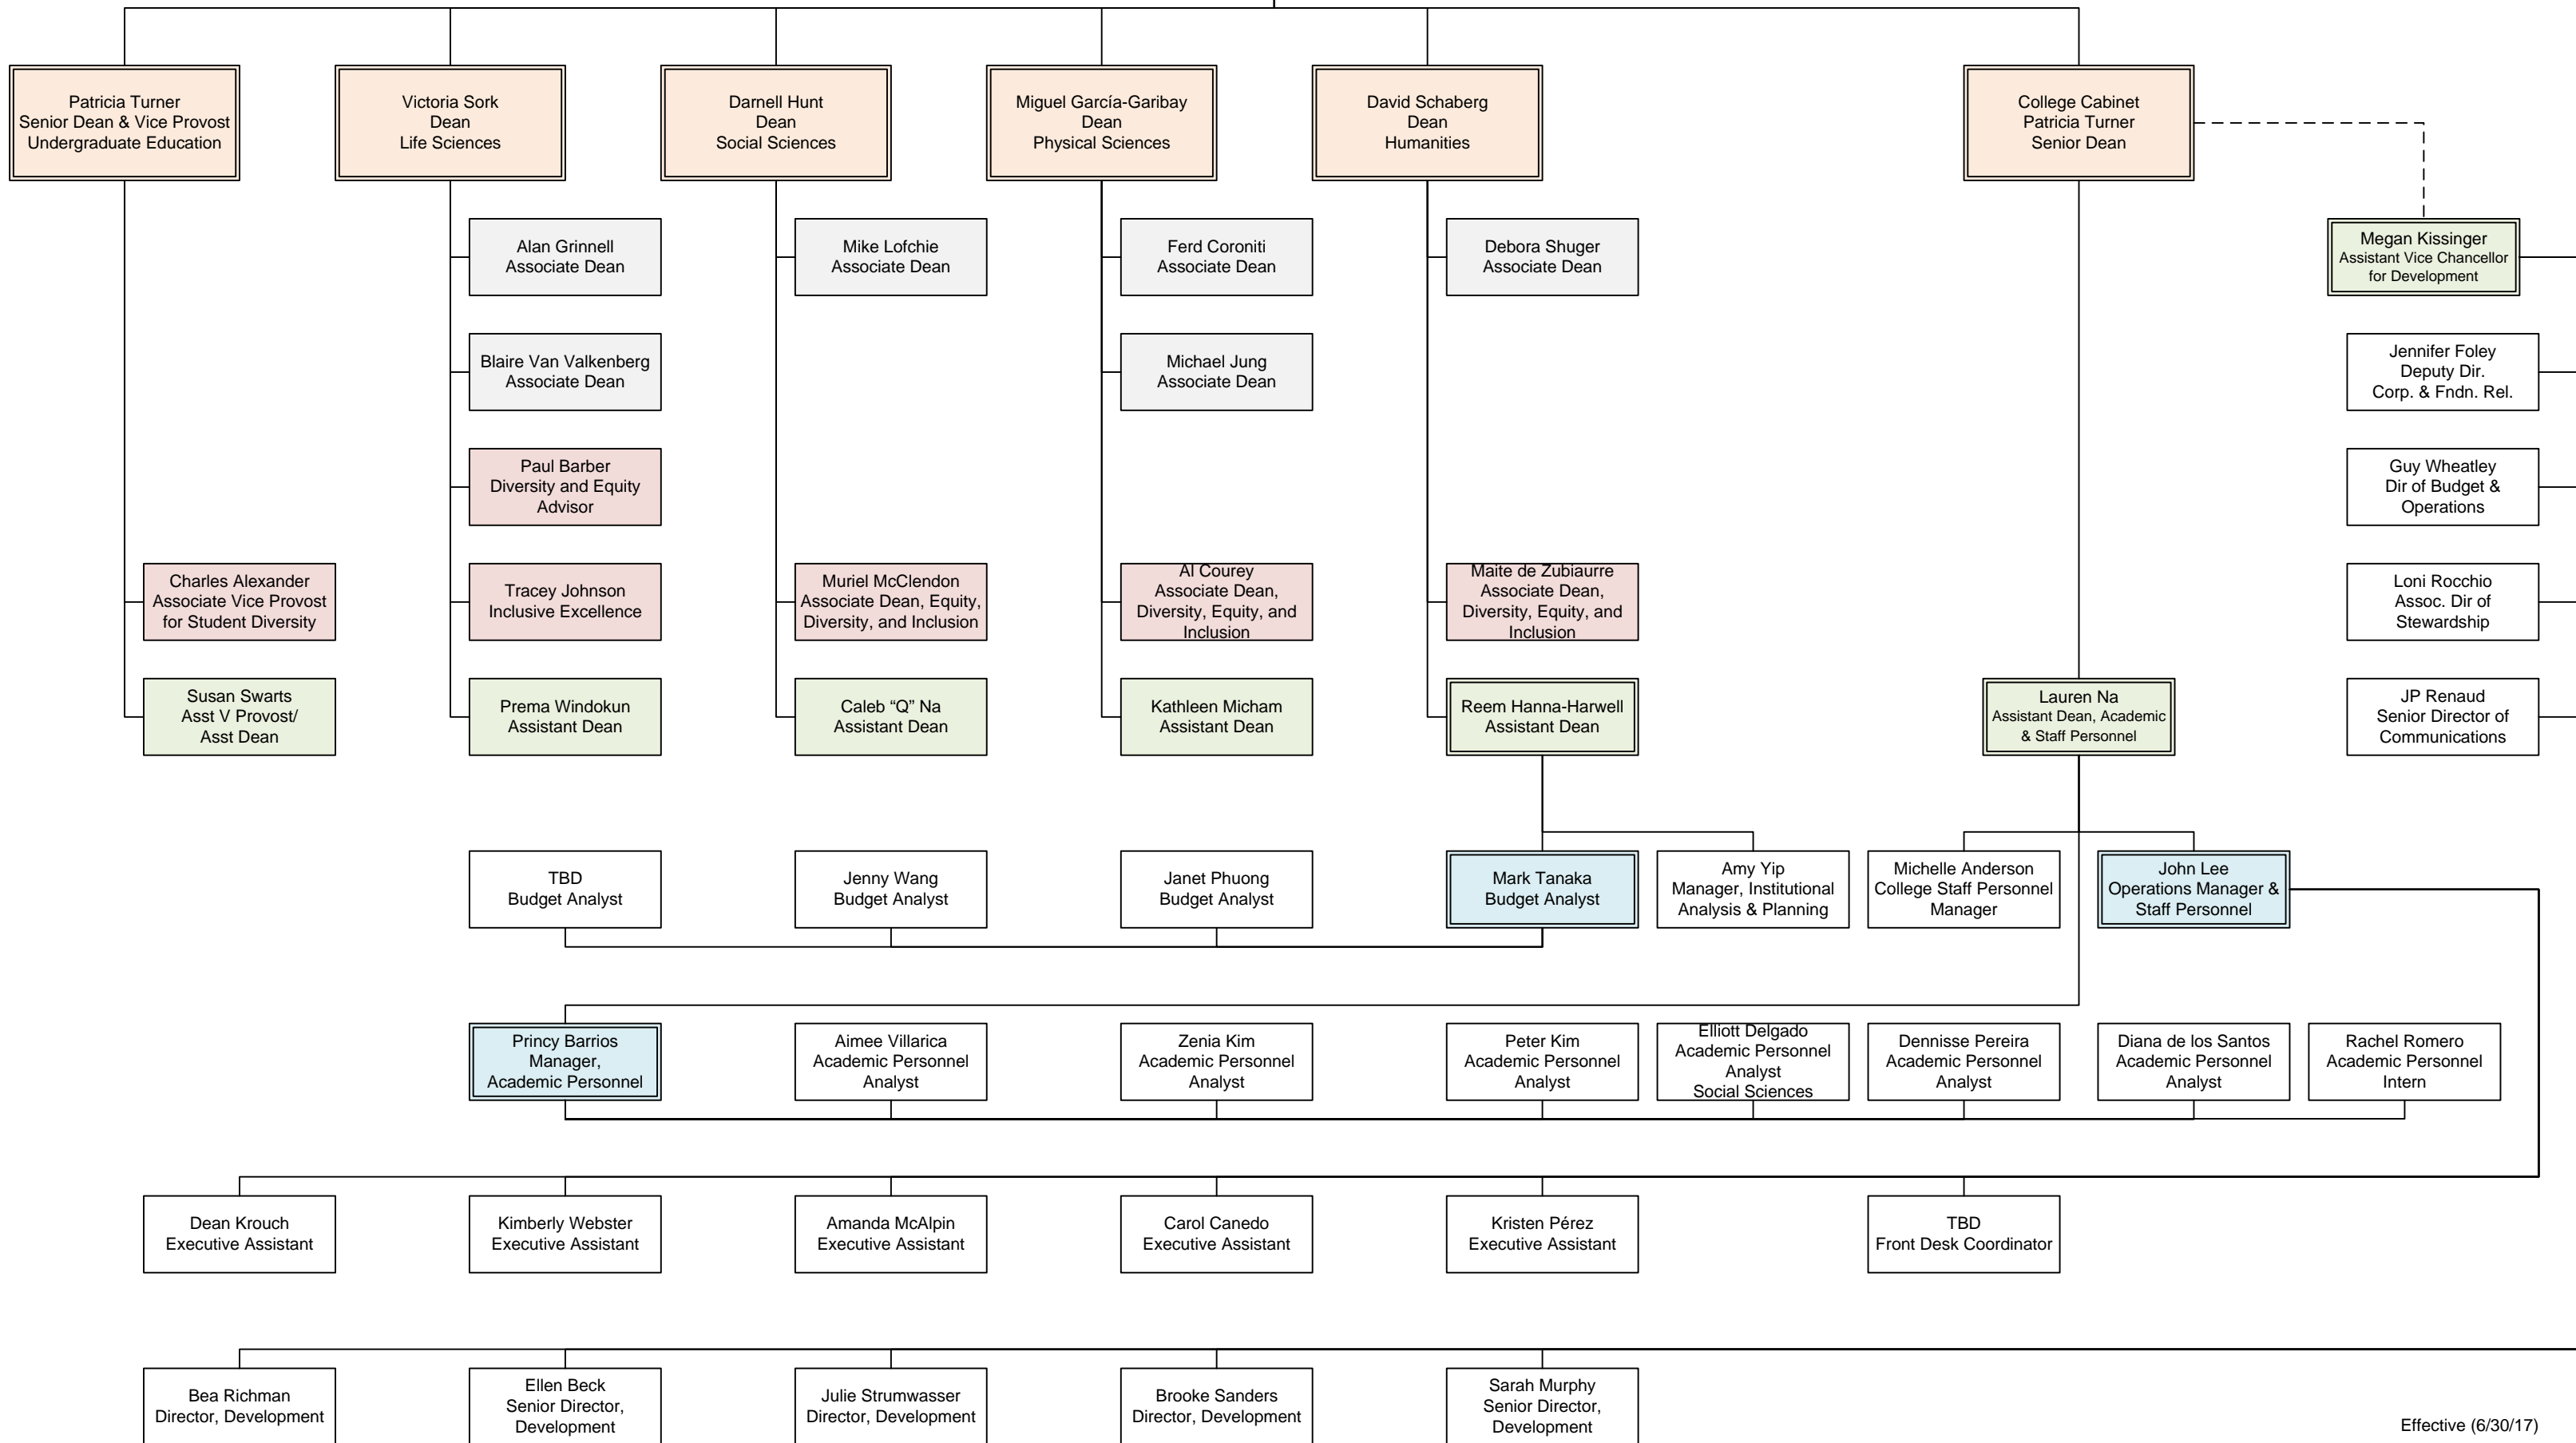 Patricia Turner
Senior Dean & Vice Provost
Undergraduate Education
Victoria Sork
Dean
Life Sciences
Darnell Hunt
Dean
Social Sciences
Miguel García-Garibay
Dean
Physical Sciences
David Schaberg
Dean
Humanities
College Cabinet
Patricia Turner
Senior Dean
Alan Grinnell
Associate Dean
Mike Lofchie
Associate Dean
Ferd Coroniti
Associate Dean
Debora Shuger
Associate Dean
Megan Kissinger
Assistant Vice Chancellor
for Development
Blaire Van Valkenberg
Associate Dean
Michael Jung
Associate Dean
Jennifer Foley
Deputy Dir.
Corp. & Fndn. Rel.
Paul Barber
Diversity and Equity
Advisor
Guy Wheatley
Dir of Budget &
Operations
Charles Alexander
Associate Vice Provost
for Student Diversity
Tracey Johnson
Inclusive Excellence
Muriel McClendon
Associate Dean, Equity,
Diversity, and Inclusion
Al Courey
Associate Dean,
Diversity, Equity, and
Inclusion
Maite de Zubiaurre
Associate Dean,
Diversity, Equity, and
Inclusion
Loni Rocchio
Assoc. Dir of
Stewardship
Susan Swarts
Asst V Provost/
Asst Dean
Prema Windokun
Assistant Dean
Caleb “Q” Na
Assistant Dean
Kathleen Micham
Assistant Dean
Reem Hanna-Harwell
Assistant Dean
Lauren Na
Assistant Dean, Academic
& Staff Personnel
JP Renaud
Senior Director of
Communications
TBD
Budget Analyst
Jenny Wang
Budget Analyst
Janet Phuong
Budget Analyst
Mark Tanaka
Budget Analyst
Amy Yip
Manager, Institutional
Analysis & Planning
Michelle Anderson
College Staff Personnel
Manager
John Lee
Operations Manager &
Staff Personnel
Princy Barrios
Manager,
Academic Personnel
Aimee Villarica
Academic Personnel
Analyst
Zenia Kim
Academic Personnel
Analyst
Peter Kim
Academic Personnel
Analyst
Elliott Delgado
Academic Personnel
Analyst
Social Sciences
Dennisse Pereira
Academic Personnel
Analyst
Diana de los Santos
Academic Personnel
Analyst
Rachel Romero
Academic Personnel
Intern
Dean Krouch
Executive Assistant
Kimberly Webster
Executive Assistant
Amanda McAlpin
Executive Assistant
Carol Canedo
Executive Assistant
Kristen Pérez
Executive Assistant
TBD
Front Desk Coordinator
Bea Richman
Director, Development
Ellen Beck
Senior Director,
Development
Julie Strumwasser
Director, Development
Brooke Sanders
Director, Development
Sarah Murphy
Senior Director,
Development
Effective (6/30/17)